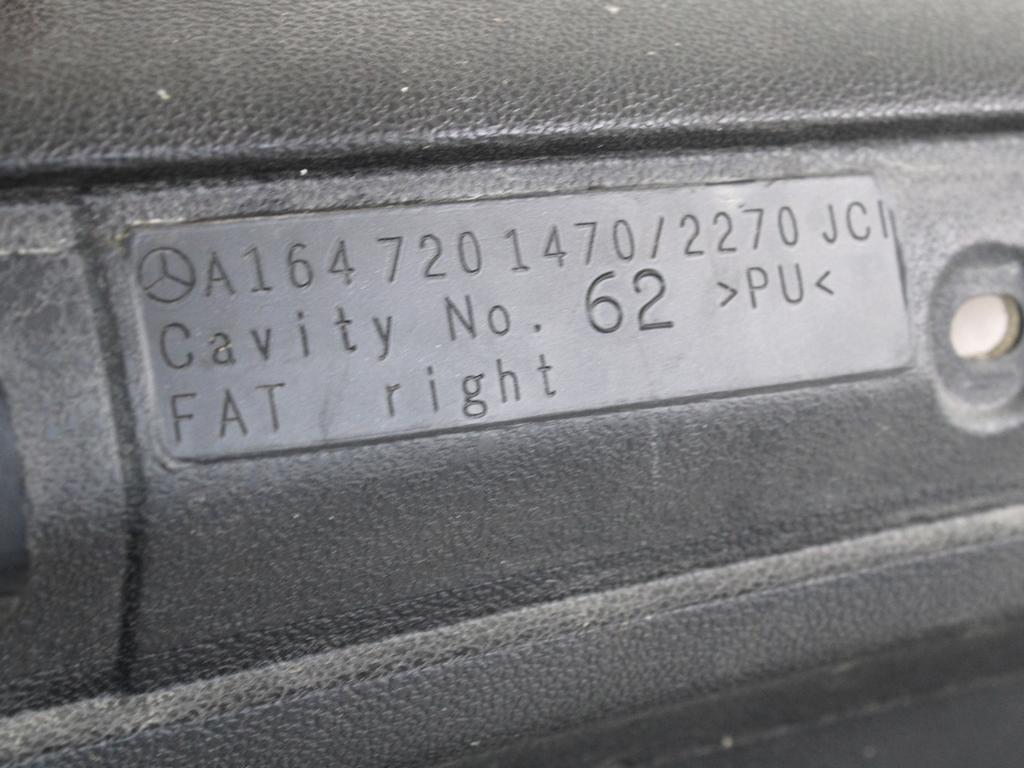 A164 720 1470/2270 JCI
Cavity No. 62 >PU<
FAT right